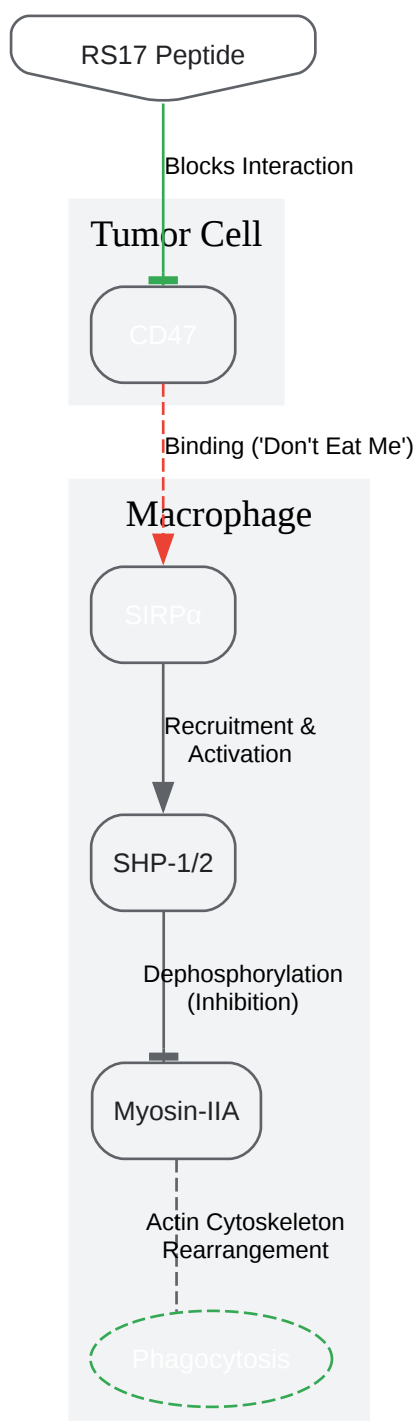 RS17 Peptide
Blocks Interaction
Tumor Cell
CD47
Binding ('Don't Eat Me')
Macrophage
SIRPα
Recruitment &
Activation
SHP-1/2
Dephosphorylation
(Inhibition)
Myosin-IIA
Actin Cytoskeleton
Rearrangement
Phagocytosis